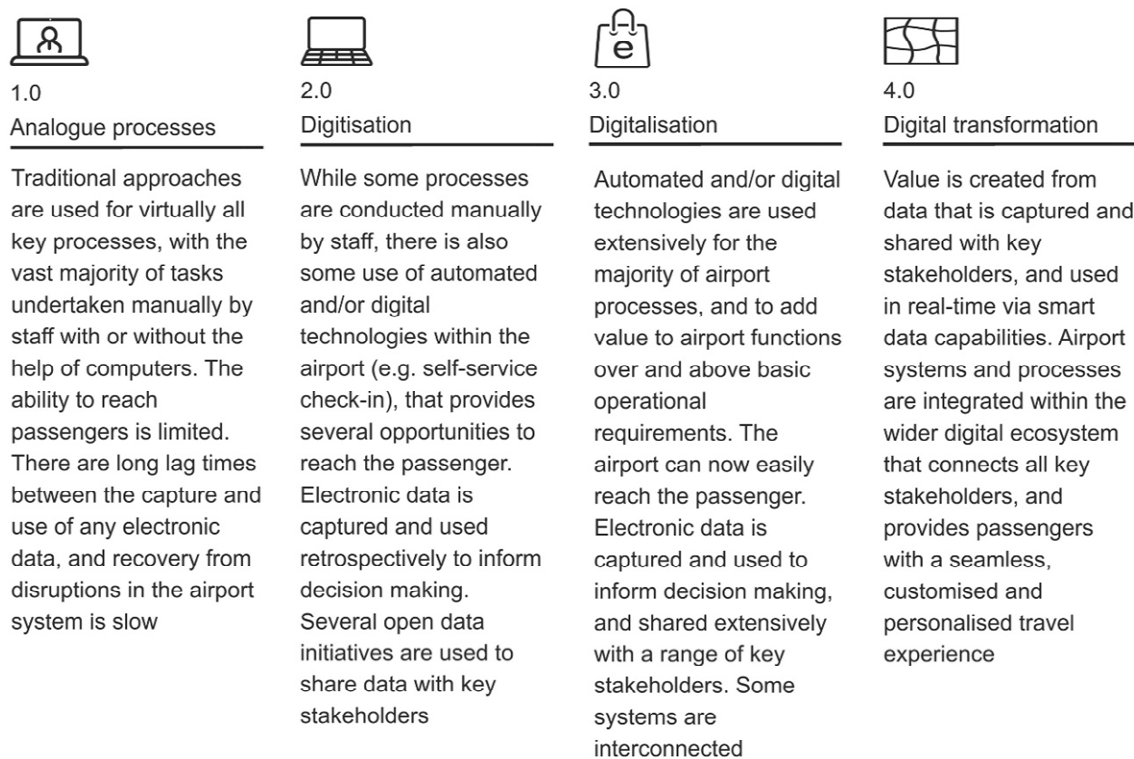 1.0
Analogue processes
Traditional approaches
are used for virtually all
key processes, with the
vast majority of tasks
undertaken manually by
staff with or without the
help of computers. The
ability to reach
passengers is limited.
There are long lag times
between the capture and
use of any electronic
data, and recovery from
disruptions in the airport
system is slow
2.0
Digitisation
While some processes
are conducted manually
by staff, there is also
some use of automated
and/or digital
technologies within the
airport (e.g. self-service
check-in), that provides
several opportunities to
reach the passenger.
Electronic data is
captured and used
retrospectively to inform
decision making.
Several open data
initiatives are used to
share data with key
stakeholders
e
3.0
Digitalisation
Automated and/or digital
technologies are used
extensively for the
majority of airport
processes, and to add
value to airport functions
over and above basic
operational
requirements. The
airport can now easily
reach the passenger.
Electronic data is
captured and used to
inform decision making,
and shared extensively
with a range of key
stakeholders. Some
systems are
interconnected
4.0
Digital transformation
Value is created from
data that is captured and
shared with key
stakeholders, and used
in real-time via smart
data capabilities. Airport
systems and processes
are integrated within the
wider digital ecosystem
that connects all key
stakeholders, and
provides passengers
with a seamless,
customised and
personalised travel
experience